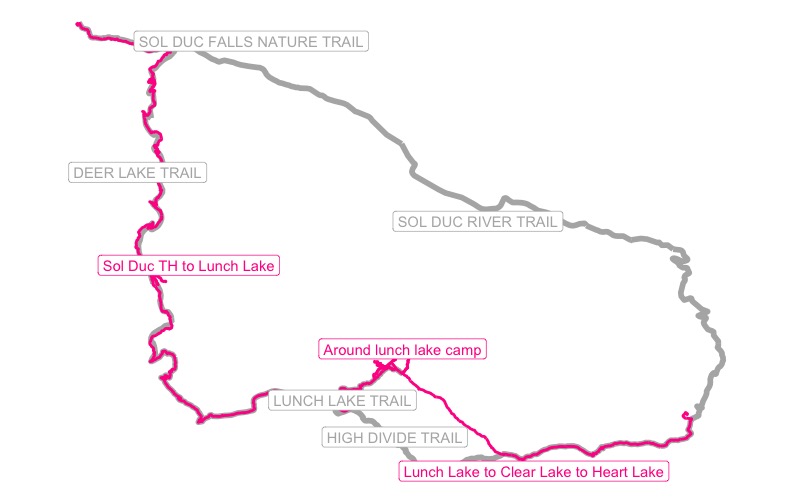 SOL DUC FALLS NATURE TRAIL
DEER LAKE TRAIL
SOL DUC RIVER TRAIL
Sol Duc TH to Lunch Lake
Around lunch lake camp
LUNCH LAKE TRAIL
HIGH DIVIDE TRAIL
Lunch Lake to Clear Lake to Heart Lake